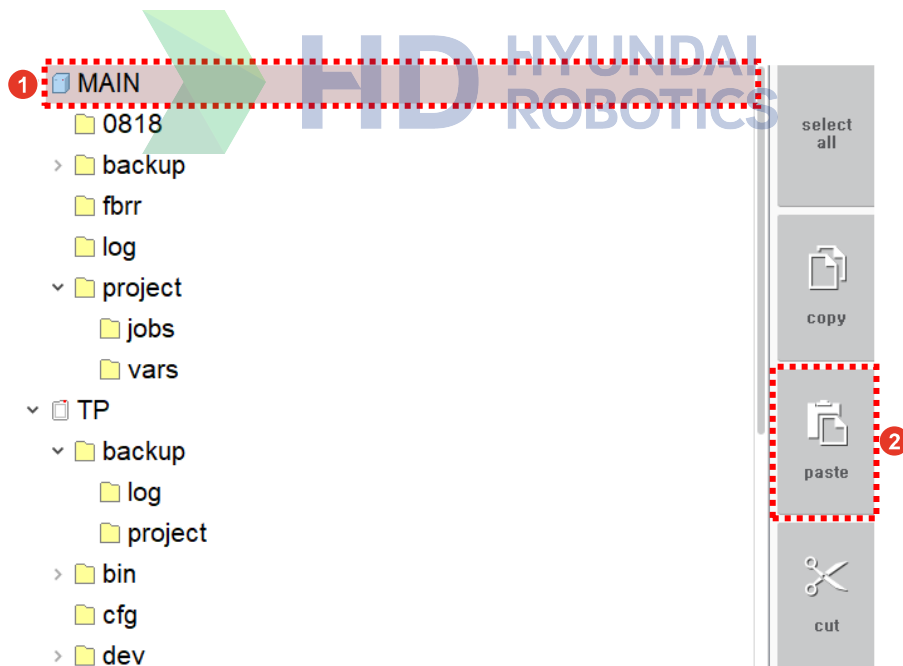 HD HYUNDAI
ROBOTICS
1
MAIN
0818
backup
fbrr
log
project
jobs
vars
TP
backup
log
project
bin
cfg
dev
select
all
copy
paste
2
cut